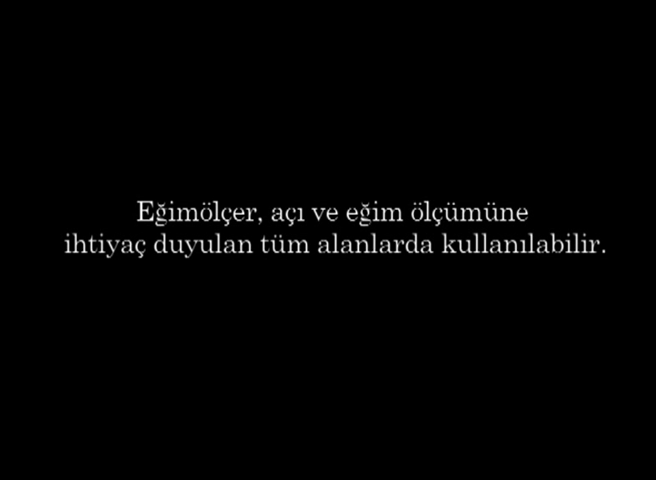 Eğimölçer, açı ve eğim ölçümüne
ihtiyaç duyulan tüm alanlarda kullanılabilir.